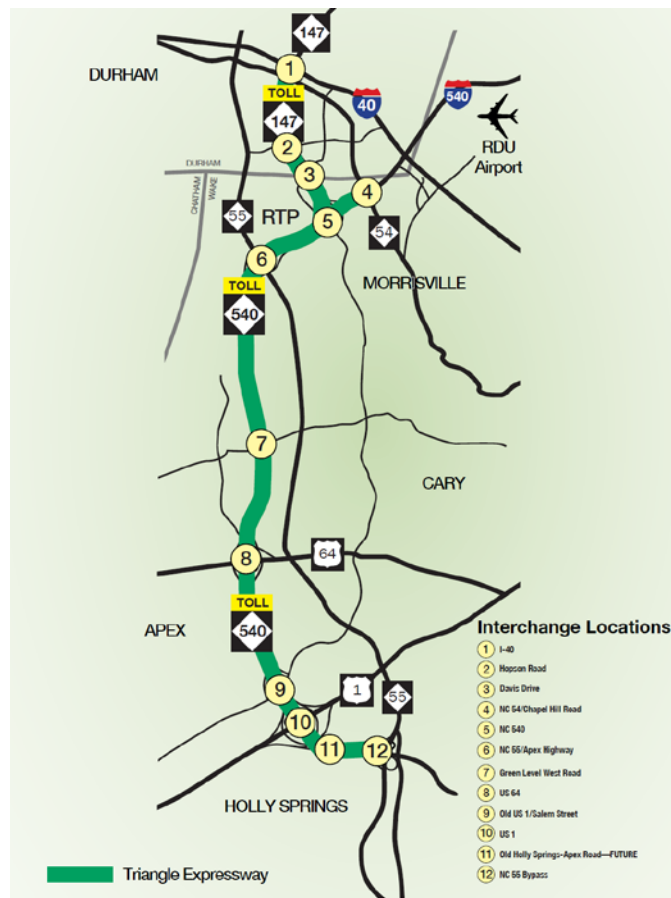 147
DURHAM
1
TOLL
147
40
540
RDU
Airport
2
DURHAM
3
CHATHAM
WAKE
4
55
RTP
5
54
6
MORRISVILLE
TOLL
540
7
CARY
8
64
TOLL
540
APEX
Interchange Locations
1 I-40
2 Hopson Road
3 Davis Drive
4 NC 54/Chapel Hill Road
5 NC 540
6 NC 55/Apex Highway
7 Green Level West Road
8 US 64
9 Old US 1/Salem Street
10 US 1
11 Old Holly Springs-Apex Road—FUTURE
12 NC 55 Bypass
9
1
55
10
11
12
HOLLY SPRINGS
Triangle Expressway